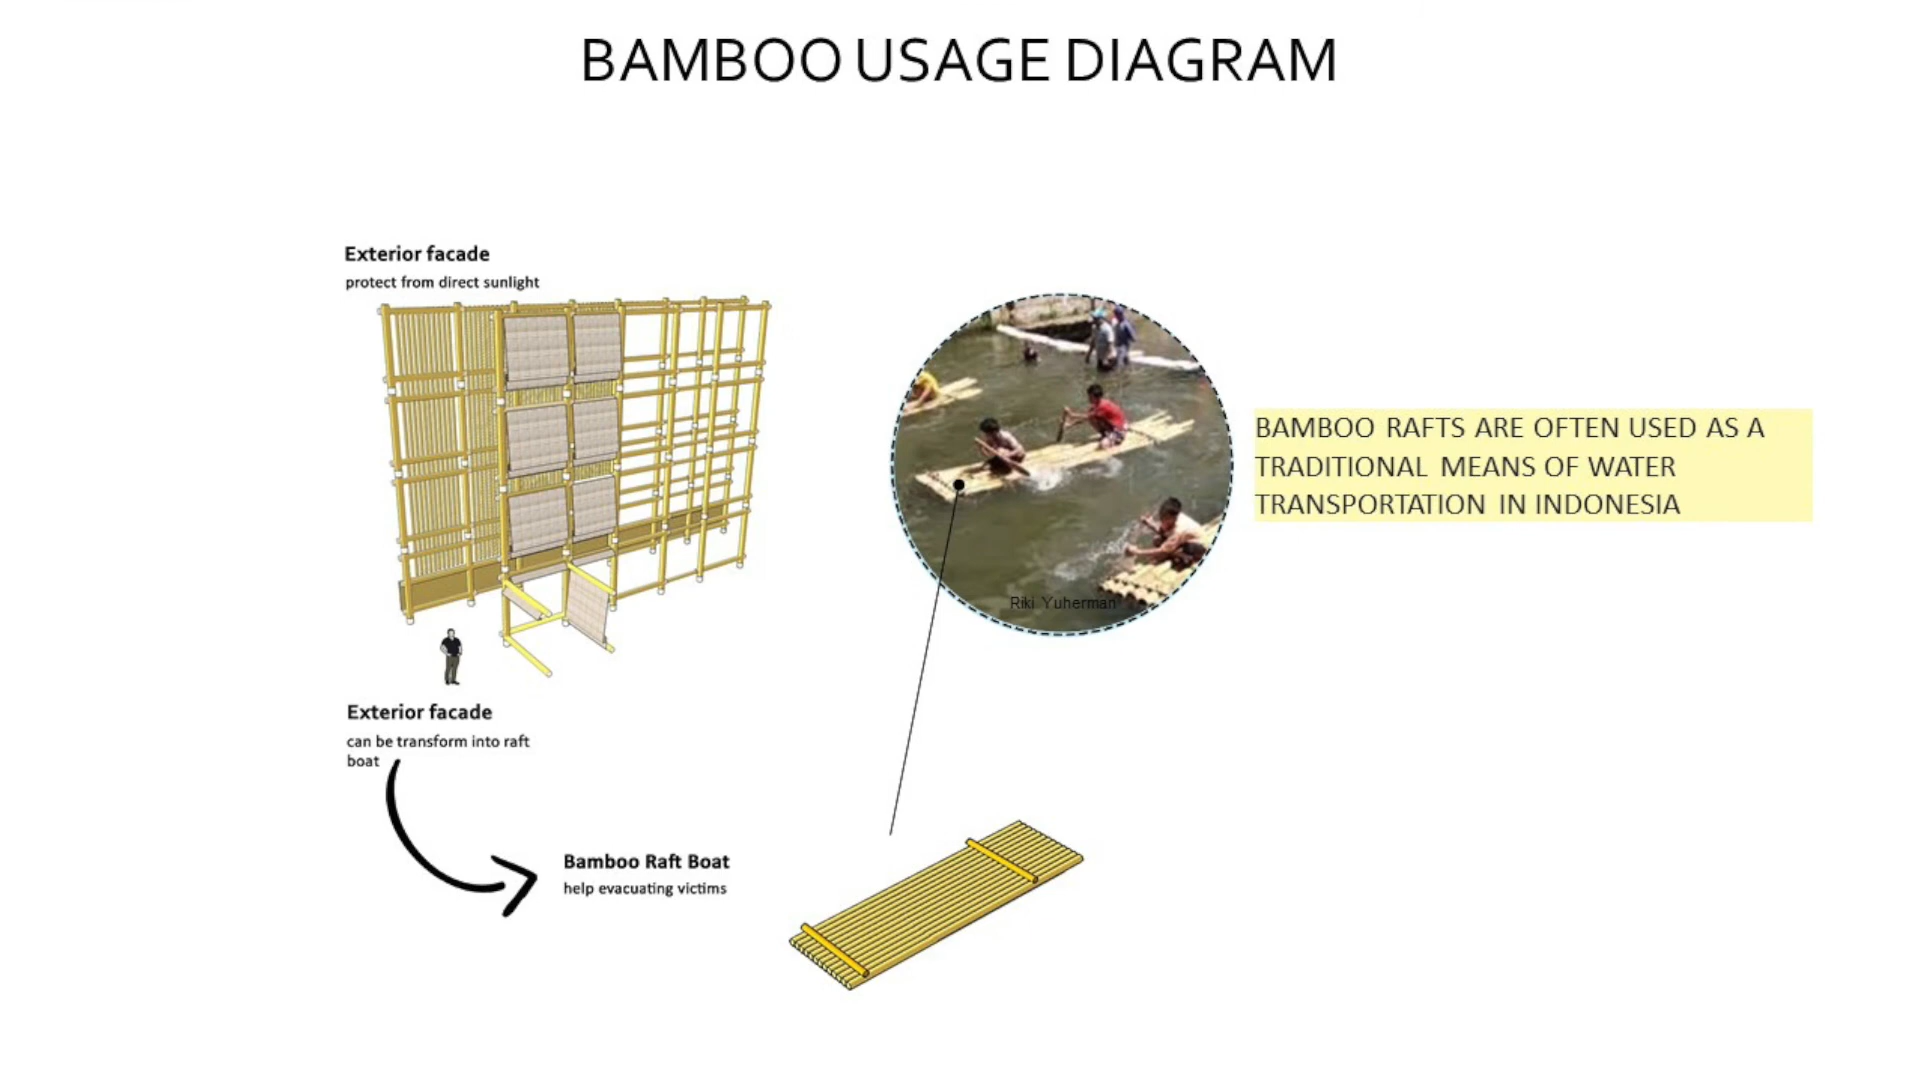 BAMBOO USAGE DIAGRAM
Exterior facade
protect from direct sunlight
BAMBOO RAFTS ARE OFTEN USED AS A
TRADITIONAL MEANS OF WATER
TRANSPORTATION IN INDONESIA
Riki Yuherman
Exterior facade
can be transform into raft
boat
Bamboo Raft Boat
help evacuating victims